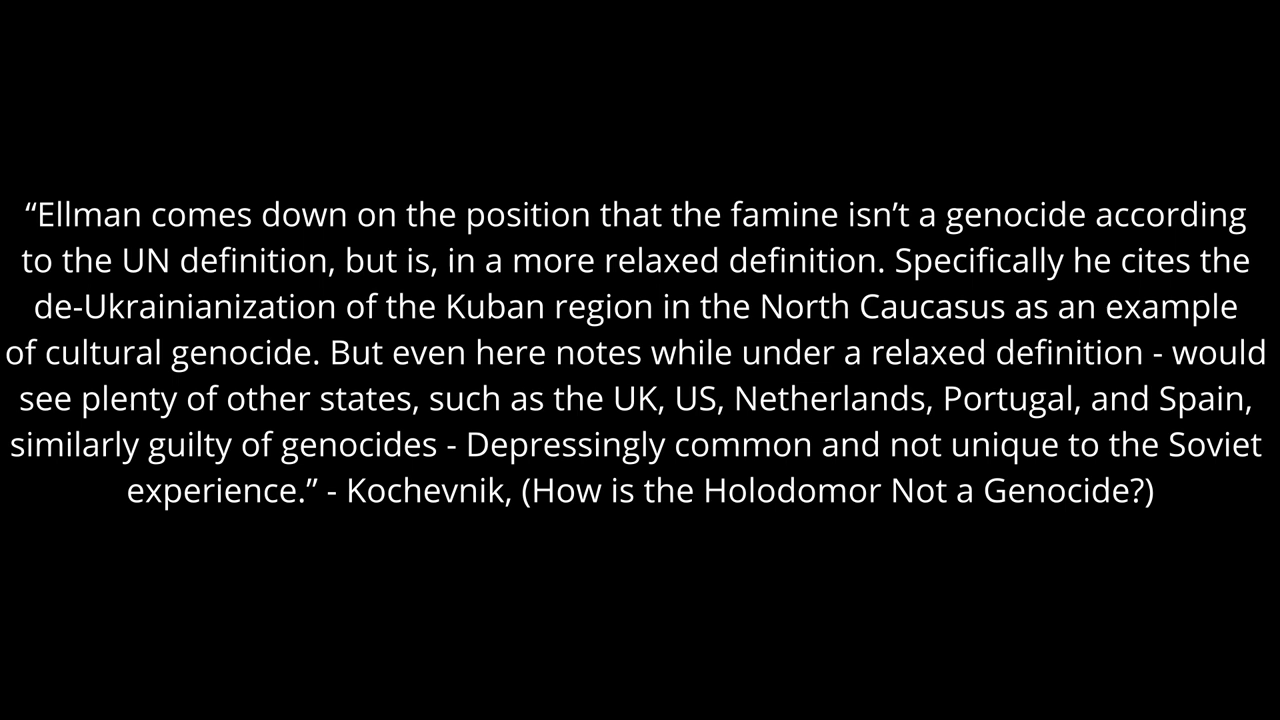 “Ellman comes down on the position that the famine isn’t a genocide according
to the UN definition, but is, in a more relaxed definition. Specifically he cites the
de-Ukrainianization of the Kuban region in the North Caucasus as an example
of cultural genocide. But even here notes while under a relaxed definition - would
see plenty of other states, such as the UK, US, Netherlands, Portugal, and Spain,
similarly guilty of genocides - Depressingly common and not unique to the Soviet
experience.” - Kochevnik, (How is the Holodomor Not a Genocide?)